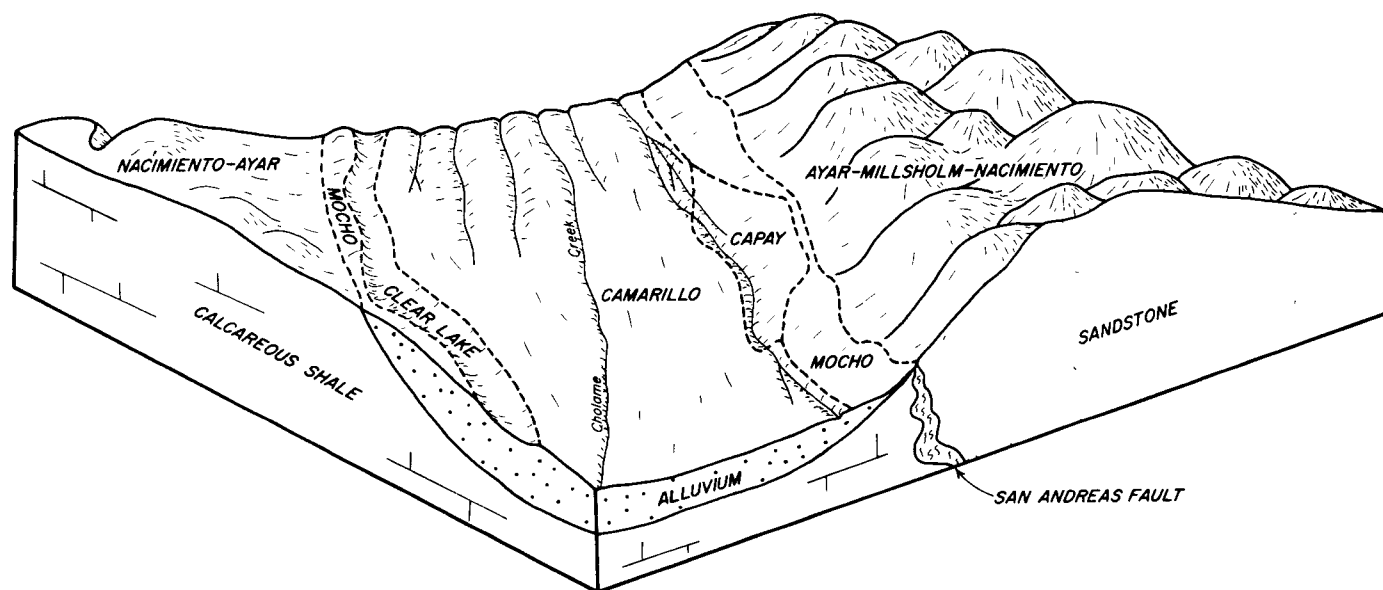 NACIMIENTO-AYAR
MOCHO
CLEAR LAKE
CALCAREOUS SHALE
Cholame Creek
CAMARILLO
CAPAY
AYAR-MILLSHOLM-NACIMIENTO
MOCHO
SANDSTONE
ALLUVIUM
SAN ANDREAS FAULT